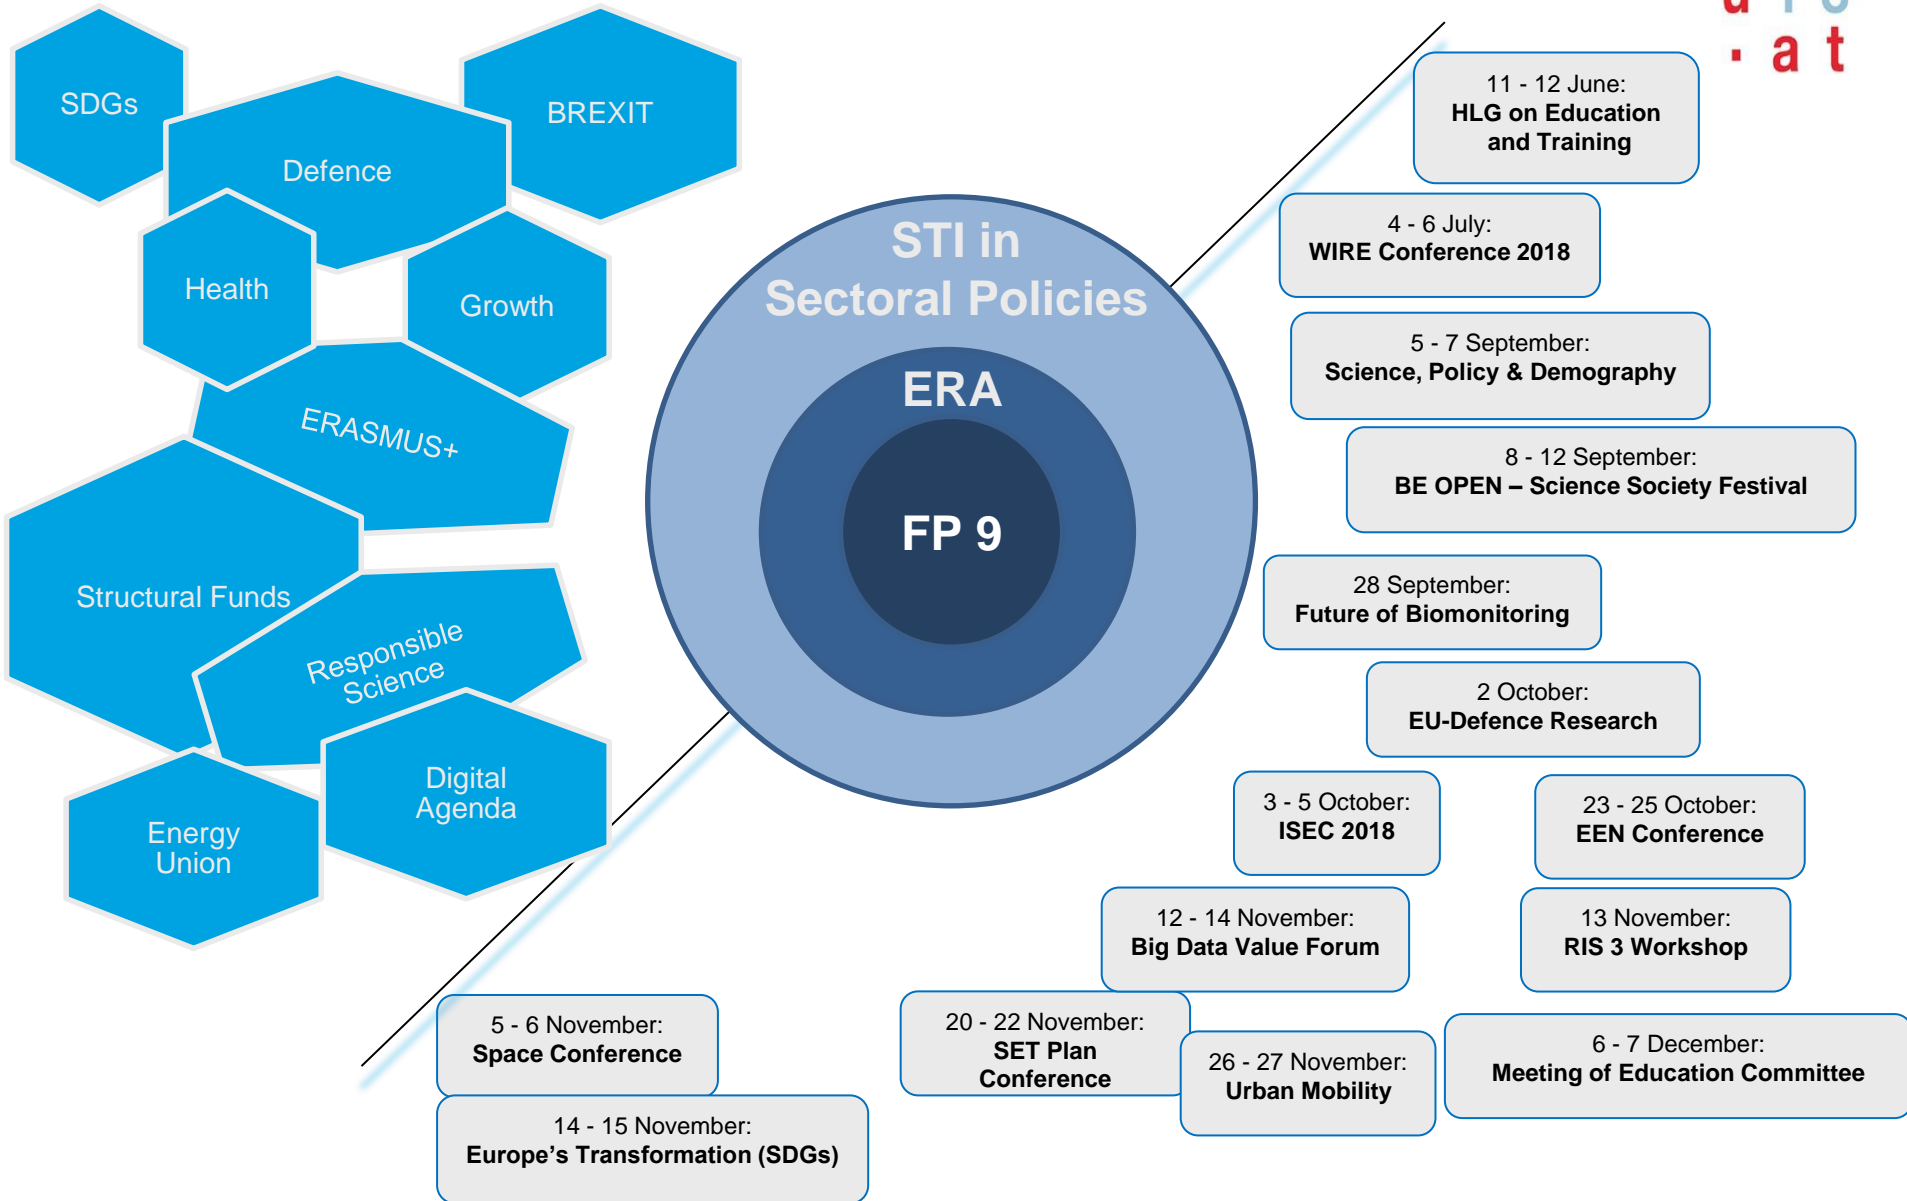 u r o
· a t
SDGs
BREXIT
Defence
Health
Growth
ERASMUS+
Structural Funds
Responsible
Science
Digital
Agenda
Energy
Union
STI in
Sectoral Policies
ERA
FP 9
11 - 12 June:
HLG on Education
and Training
4 - 6 July:
WIRE Conference 2018
5 - 7 September:
Science, Policy & Demography
8 - 12 September:
BE OPEN – Science Society Festival
28 September:
Future of Biomonitoring
2 October:
EU-Defence Research
3 - 5 October:
ISEC 2018
23 - 25 October:
EEN Conference
12 - 14 November:
Big Data Value Forum
13 November:
RIS 3 Workshop
5 - 6 November:
Space Conference
20 - 22 November:
SET Plan
Conference
26 - 27 November:
Urban Mobility
6 - 7 December:
Meeting of Education Committee
14 - 15 November:
Europe’s Transformation (SDGs)